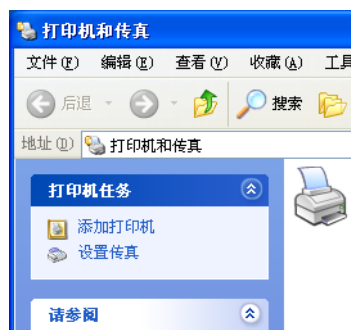 打印机和传真
文件(F) 编辑(E) 查看(V) 收藏(A) 工具
后退 搜索
地址(D) 打印机和传真
打印机任务
添加打印机
设置传真
请参阅